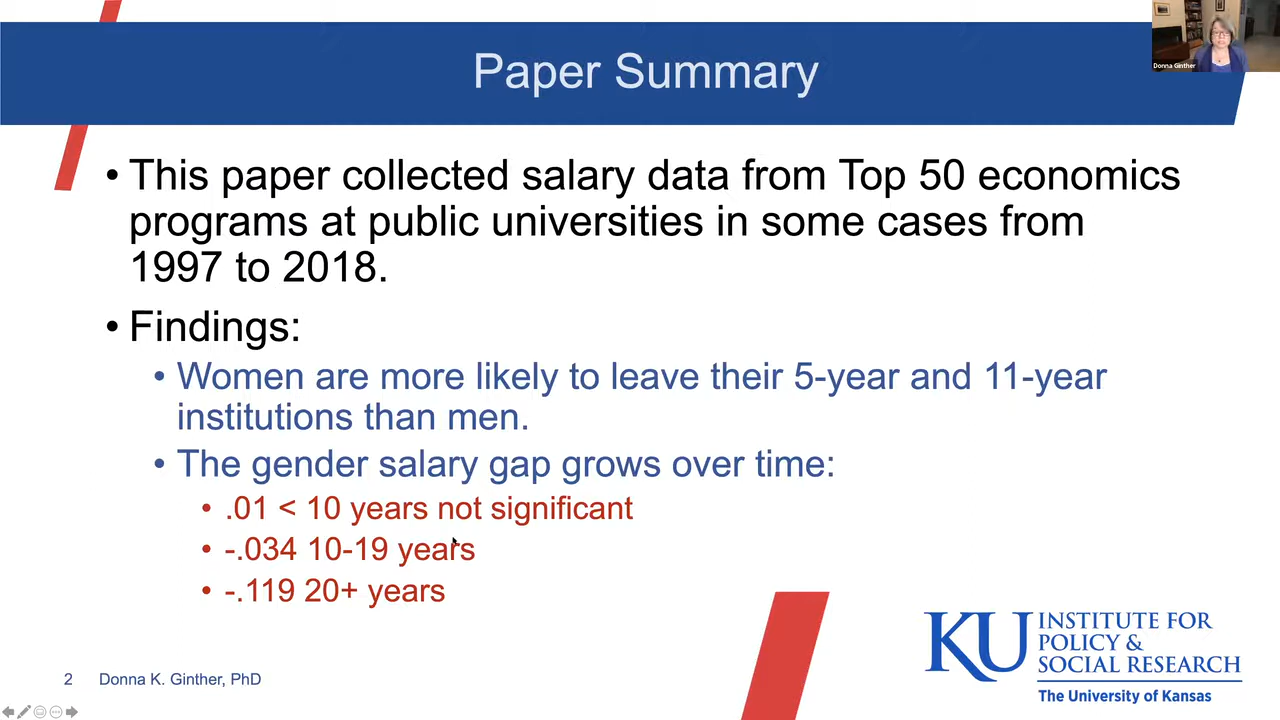 Paper Summary
Donna Ginther
• This paper collected salary data from Top 50 economics
programs at public universities in some cases from
1997 to 2018.
• Findings:
• Women are more likely to leave their 5-year and 11-year
institutions than men.
• The gender salary gap grows over time:
• .01 < 10 years not significant
• -.034 10-19 years
• -.119 20+ years
KU INSTITUTE FOR
POLICY &
SOCIAL RESEARCH
The University of Kansas
2 Donna K. Ginther, PhD